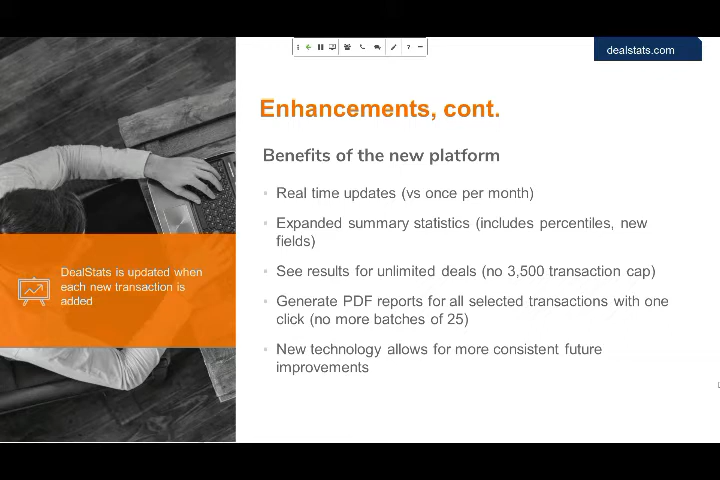 dealstats.com
Enhancements, cont.
Benefits of the new platform
Real time updates (vs once per month)
Expanded summary statistics (includes percentiles, new
fields)
See results for unlimited deals (no 3,500 transaction cap)
Generate PDF reports for all selected transactions with one
click (no more batches of 25)
New technology allows for more consistent future
improvements
DealStats is updated when
each new transaction is
added